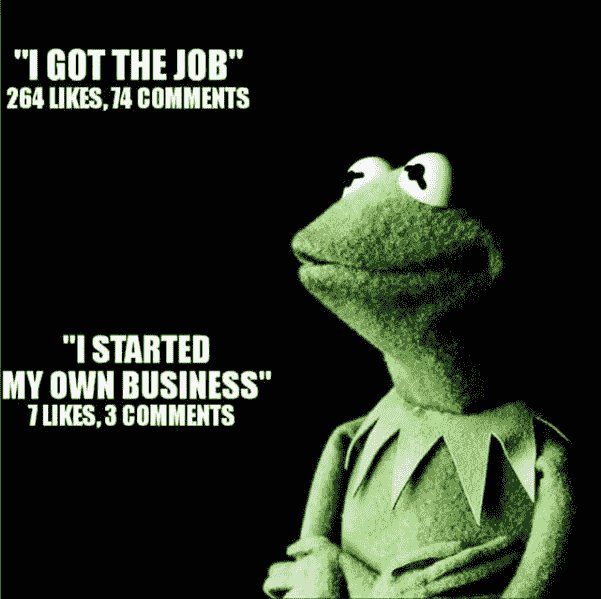 "I GOT THE JOB"
264 LIKES, 74 COMMENTS
"I STARTED
MY OWN BUSINESS"
7 LIKES, 3 COMMENTS